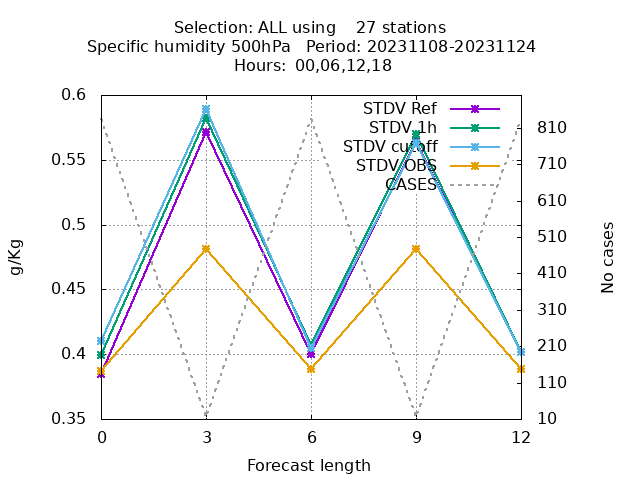 Selection: ALL using    27 stations
Specific humidity 500hPa   Period: 20231108-20231124
Hours: 00,06,12,18
0.6
0.55
0.5
0.45
0.4
0.35
g/Kg
STDV Ref
STDV 1h
STDV cutoff
STDV OBS
CASES
810
710
610
510
410
310
210
110
10
No cases
0
3
6
9
12
Forecast length